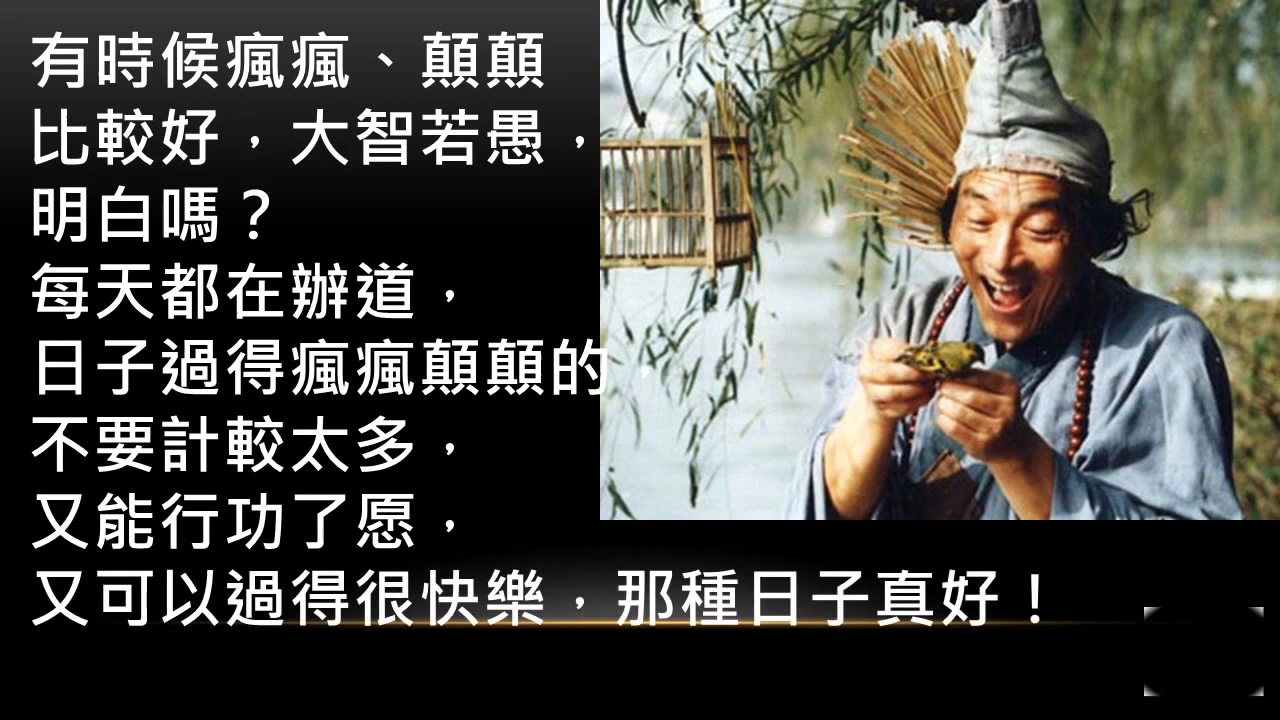 有時候瘋瘋、顛顛
比較好，大智若愚，
明白嗎？
每天都在辦道，
日子過得瘋瘋顛顛的，
不要計較太多，
又能行功了愿，
又可以過得很快樂，那種日子真好！